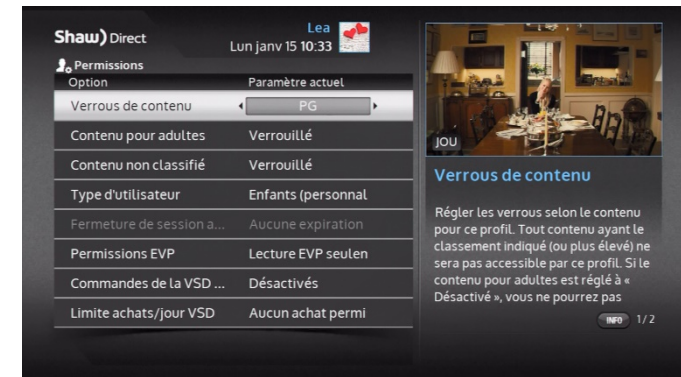 Shaw) Direct
Lea
Lun janv 15 10:33
Permissions
Option Paramètre actuel
Verrous de contenu PG
Contenu pour adultes Verrouillé
Contenu non classifié Verrouillé
Type d'utilisateur Enfants (personnal
Fermeture de session a... Aucune expiration
Permissions EVP Lecture EVP seulen
Commandes de la VSD ... Désactivés
Limite achats/jour VSD Aucun achat permi
JOU
Verrous de contenu
Régler les verrous selon le contenu
pour ce profil. Tout contenu ayant le
classement indiqué (ou plus élevé) ne
sera pas accessible par ce profil. Si le
contenu pour adultes est réglé à «
Désactivé », vous ne pourrez pas
INFO 1/2